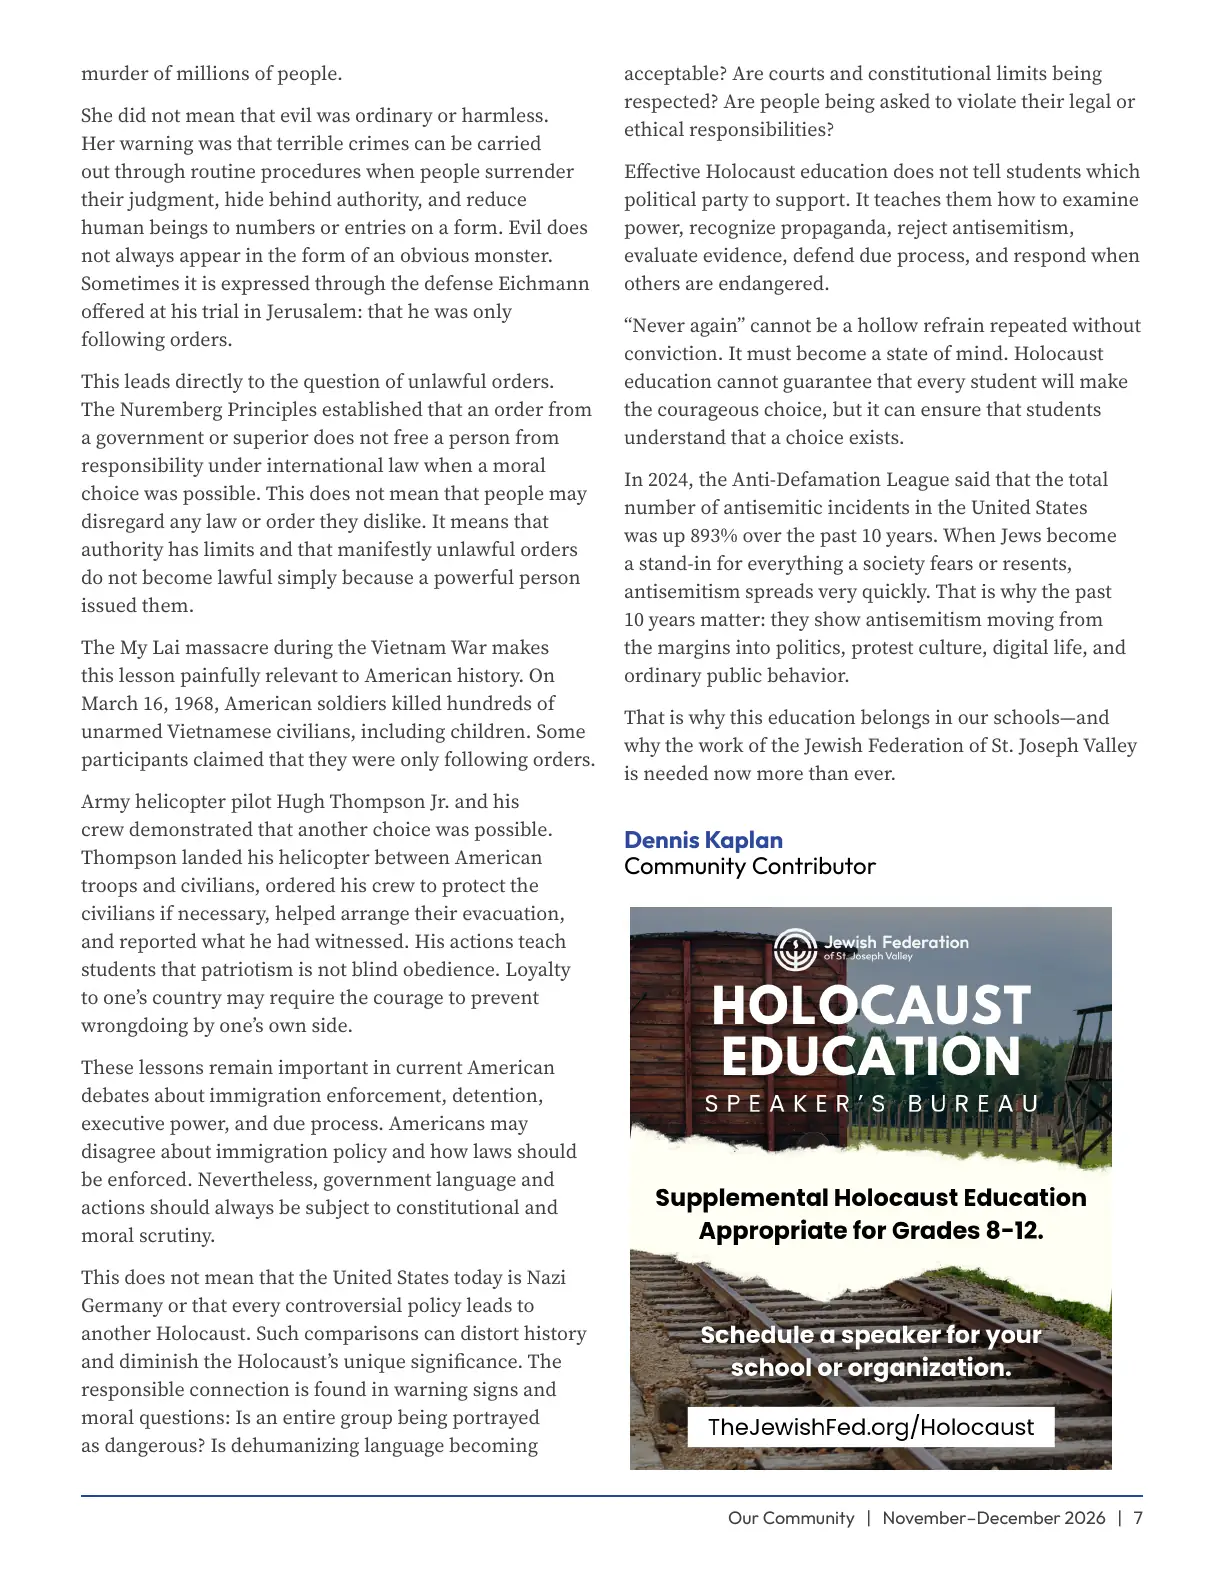 murder of millions of people.
She did not mean that evil was ordinary or harmless.
Her warning was that terrible crimes can be carried
out through routine procedures when people surrender
their judgment, hide behind authority, and reduce
human beings to numbers or entries on a form. Evil does
not always appear in the form of an obvious monster.
Sometimes it is expressed through the defense Eichmann
offered at his trial in Jerusalem: that he was only
following orders.
This leads directly to the question of unlawful orders.
The Nuremberg Principles established that an order from
a government or superior does not free a person from
responsibility under international law when a moral
choice was possible. This does not mean that people may
disregard any law or order they dislike. It means that
authority has limits and that manifestly unlawful orders
do not become lawful simply because a powerful person
issued them.
The My Lai massacre during the Vietnam War makes
this lesson painfully relevant to American history. On
March 16, 1968, American soldiers killed hundreds of
unarmed Vietnamese civilians, including children. Some
participants claimed that they were only following orders.
Army helicopter pilot Hugh Thompson Jr. and his
crew demonstrated that another choice was possible.
Thompson landed his helicopter between American
troops and civilians, ordered his crew to protect the
civilians if necessary, helped arrange their evacuation,
and reported what he had witnessed. His actions teach
students that patriotism is not blind obedience. Loyalty
to one’s country may require the courage to prevent
wrongdoing by one’s own side.
These lessons remain important in current American
debates about immigration enforcement, detention,
executive power, and due process. Americans may
disagree about immigration policy and how laws should
be enforced. Nevertheless, government language and
actions should always be subject to constitutional and
moral scrutiny.
This does not mean that the United States today is Nazi
Germany or that every controversial policy leads to
another Holocaust. Such comparisons can distort history
and diminish the Holocaust’s unique significance. The
responsible connection is found in warning signs and
moral questions: Is an entire group being portrayed
as dangerous? Is dehumanizing language becoming
acceptable? Are courts and constitutional limits being
respected? Are people being asked to violate their legal or
ethical responsibilities?
Effective Holocaust education does not tell students which
political party to support. It teaches them how to examine
power, recognize propaganda, reject antisemitism,
evaluate evidence, defend due process, and respond when
others are endangered.
“Never again” cannot be a hollow refrain repeated without
conviction. It must become a state of mind. Holocaust
education cannot guarantee that every student will make
the courageous choice, but it can ensure that students
understand that a choice exists.
In 2024, the Anti-Defamation League said that the total
number of antisemitic incidents in the United States
was up 893% over the past 10 years. When Jews become
a stand-in for everything a society fears or resents,
antisemitism spreads very quickly. That is why the past
10 years matter: they show antisemitism moving from
the margins into politics, protest culture, digital life, and
ordinary public behavior.
That is why this education belongs in our schools—and
why the work of the Jewish Federation of St. Joseph Valley
is needed now more than ever.
Dennis Kaplan
Community Contributor
Jewish Federation
of St. Joseph Valley
HOLOCAUST
EDUCATION
SPEAKER’S BUREAU
Supplemental Holocaust Education
Appropriate for Grades 8-12.
Schedule a speaker for your
school or organization.
TheJewishFed.org/Holocaust
Our Community | November–December 2026 | 7